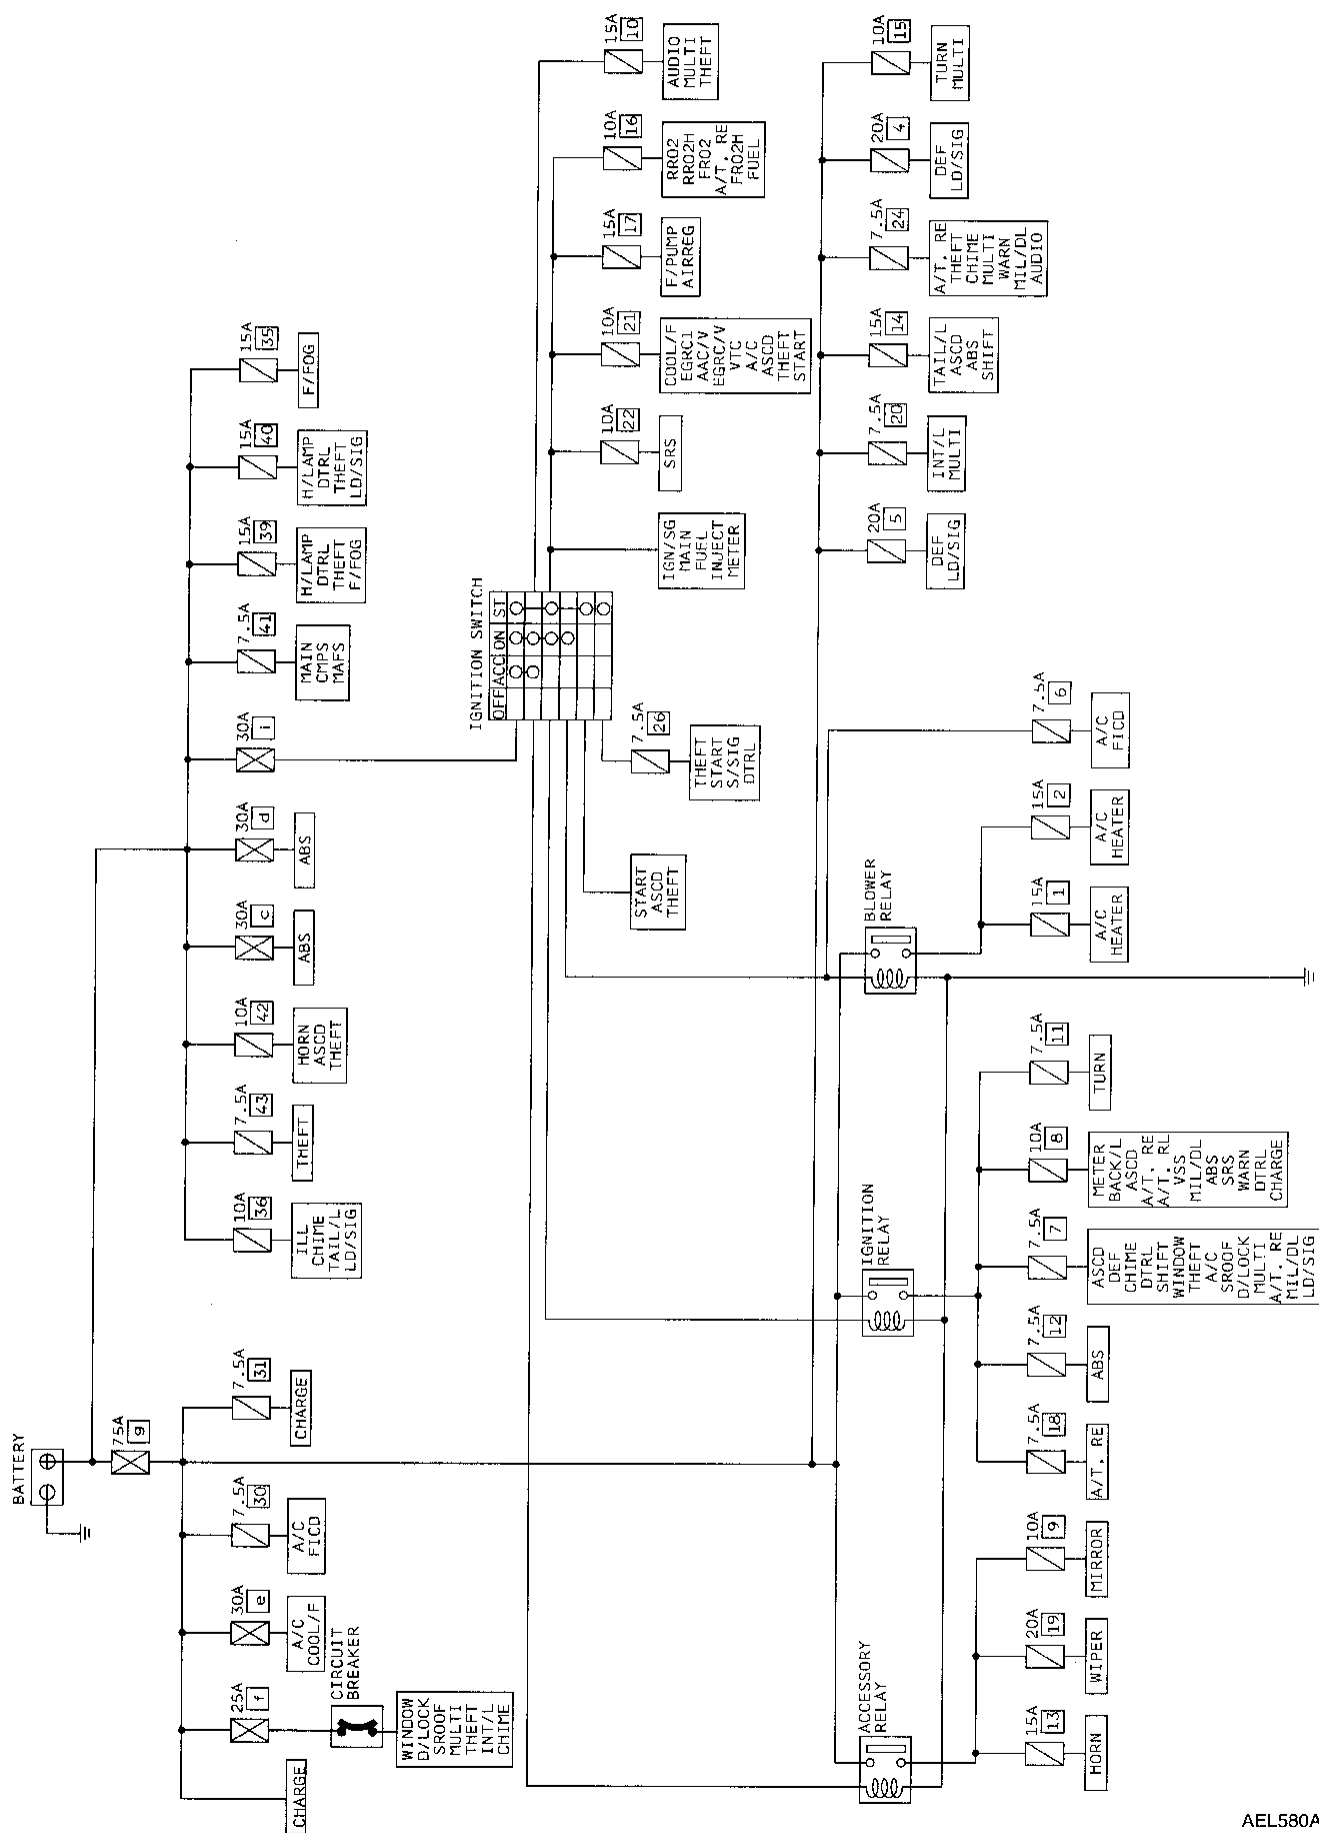 BATTERY
75A
g
7.5A
31
CHARGE
7.5A
30
A/C
FICD
30A
e
A/C
COOL/F
25A
f
CIRCUIT
BREAKER
WINDOW
D/LOCK
SROOF
MULTI
THEFT
INT/L
CHIME
CHARGE
10A
36
ILL
CHIME
TAIL/L
LD/SIG
7.5A
43
THEFT
10A
42
HORN
ASCD
THEFT
30A
c
ABS
30A
d
ABS
30A
i
7.5A
41
MAIN
CMPS
MAFS
15A
39
H/LAMP
DTRL
THEFT
F/FOG
15A
40
H/LAMP
DTRL
THEFT
LD/SIG
15A
35
F/FOG
IGNITION SWITCH
OFF
ACC
ON
ST
7.5A
26
THEFT
START
S/SIG
DTRL
START
ASCD
THEFT
IGN/SG
MAIN
FUEL
INJECT
METER
10A
22
SRS
10A
21
COOL/F
EGRC1
AAC/V
EGRC/V
VTC
A/C
ASCD
THEFT
START
15A
17
F/PUMP
AIRREG
10A
16
RRO2
RRO2H
FRO2
A/T. RE
FRO2H
FUEL
15A
10
AUDIO
MULTI
THEFT
20A
5
DEF
LD/SIG
7.5A
20
INT/L
MULTI
15A
14
TAIL/L
ASCD
ABS
SHIFT
7.5A
24
A/T. RE
THEFT
CHIME
MULTI
WARN
MIL/DL
AUDIO
20A
4
DEF
LD/SIG
10A
15
TURN
MULTI
ACCESSORY
RELAY
15A
13
HORN
20A
19
WIPER
10A
9
MIRROR
IGNITION
RELAY
7.5A
18
A/T. RE
7.5A
12
ABS
7.5A
7
ASCD
DEF
CHIME
DTRL
SHIFT
WINDOW
THEFT
A/C
SROOF
D/LOCK
MULTI
A/T. RE
MIL/DL
LD/SIG
10A
8
METER
BACK/L
ASCD
A/T. RE
A/T. RL
VSS
MIL/DL
ABS
SRS
WARN
DTRL
CHARGE
7.5A
11
TURN
BLOWER
RELAY
15A
1
A/C
HEATER
15A
2
A/C
HEATER
7.5A
6
A/C
FICD
AEL580A